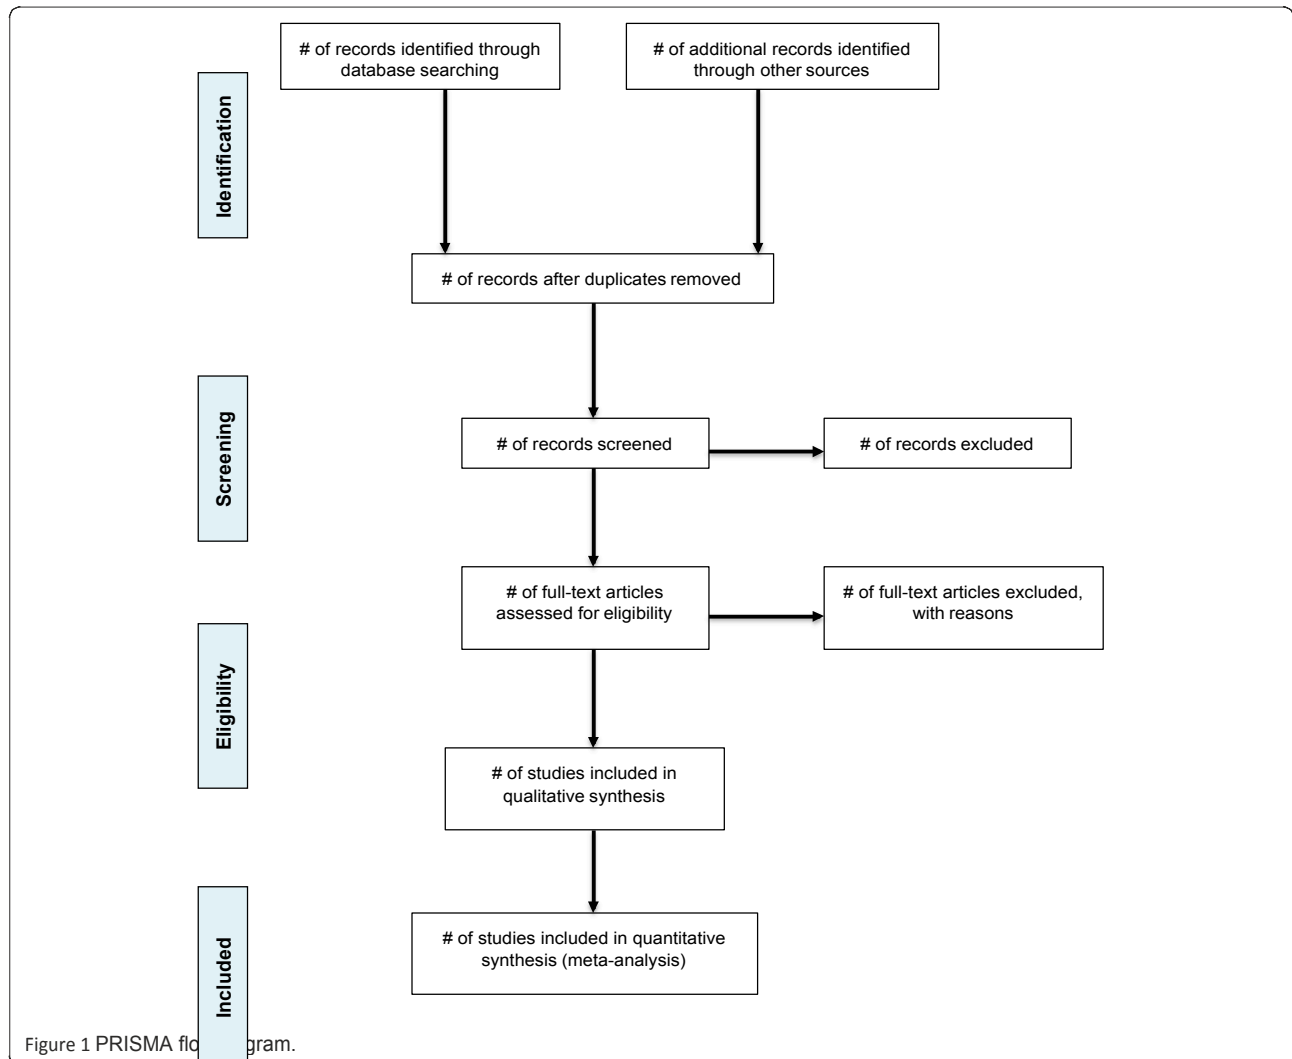 # of records identified through
database searching
# of additional records identified
through other sources
Identification
# of records after duplicates removed
Screening
# of records screened
# of records excluded
# of full-text articles
assessed for eligibility
# of full-text articles excluded,
with reasons
Eligibility
# of studies included in
qualitative synthesis
Included
# of studies included in quantitative
synthesis (meta-analysis)
Figure 1 PRISMA flo gram.